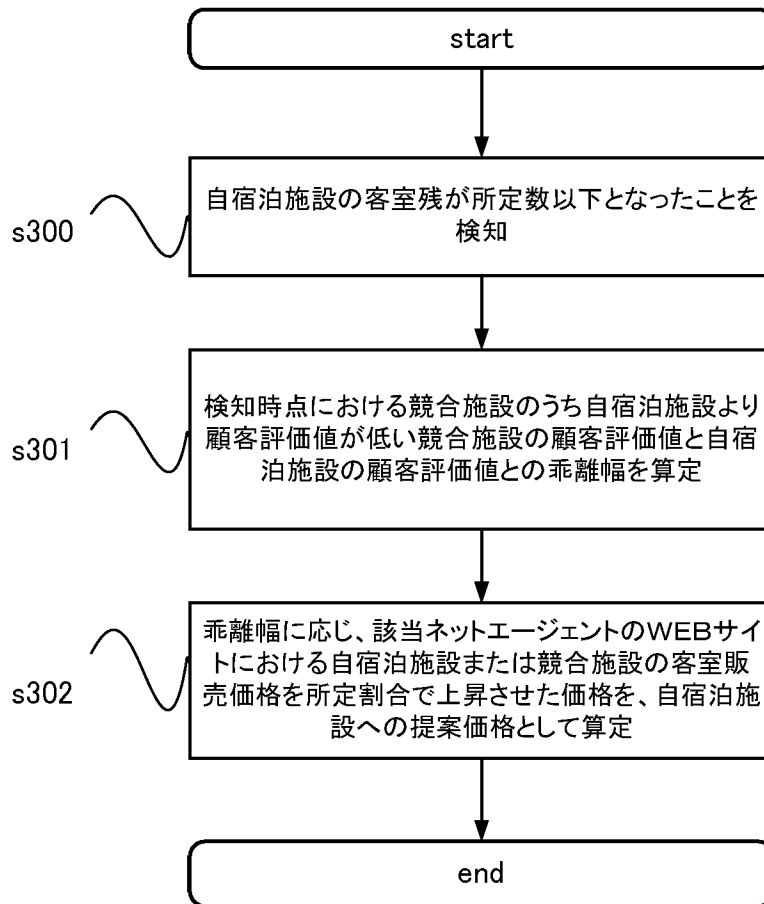 start
自宿泊施設の客室残が所定数以下となったことを
検知
s300
検知時点における競合施設のうち自宿泊施設より
顧客評価値が低い競合施設の顧客評価値と自宿
泊施設の顧客評価値との乖離幅を算定
s301
乖離幅に応じ、該当ネットエージェントのWEBサイ
トにおける自宿泊施設または競合施設の客室販
売価格を所定割合で上昇させた価格を、自宿泊施
設への提案価格として算定
s302
end